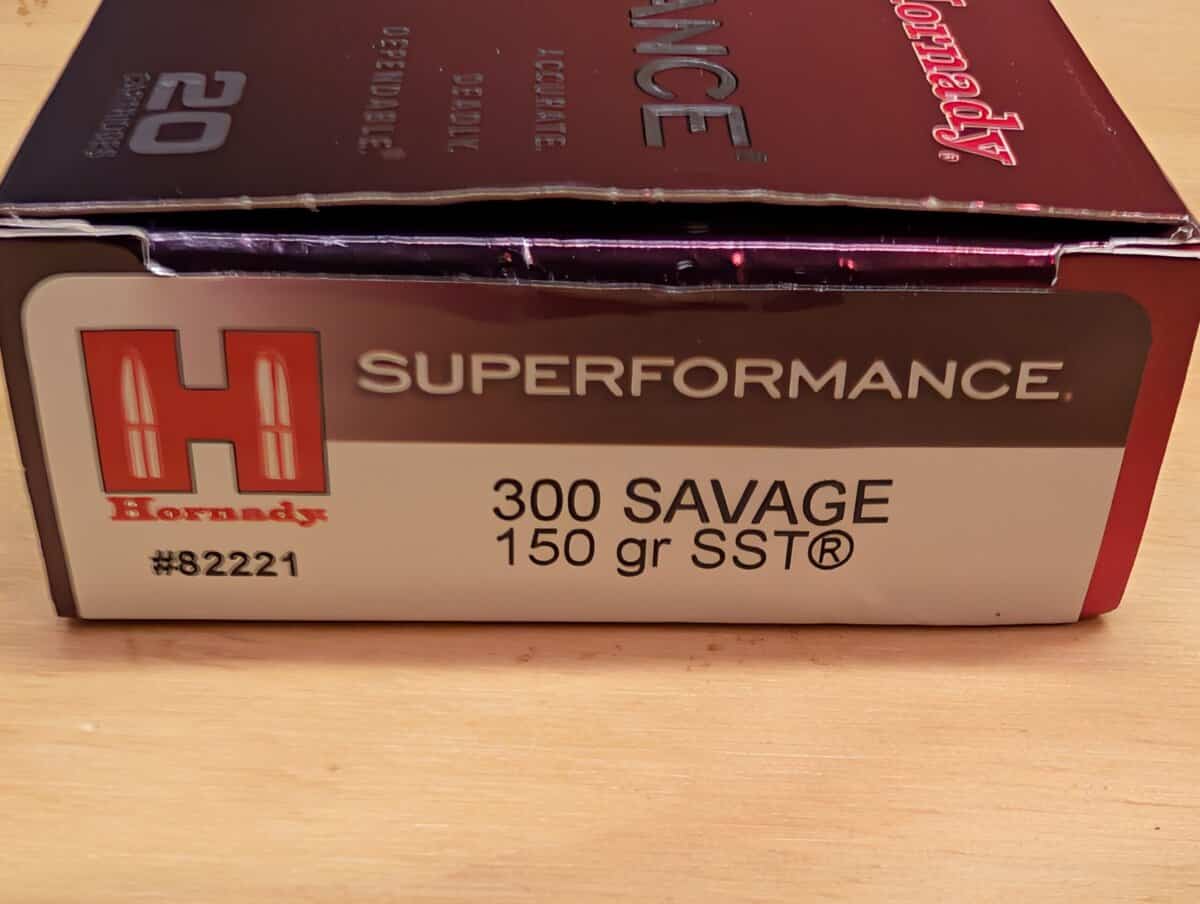 Hornady®
ANCE
ACCURATE.
DEADLY.
DEPENDABLE.
20
CARTRIDGES
SUPERFORMANCE.
H
Hornady
300 SAVAGE
150 gr SST®
#82221